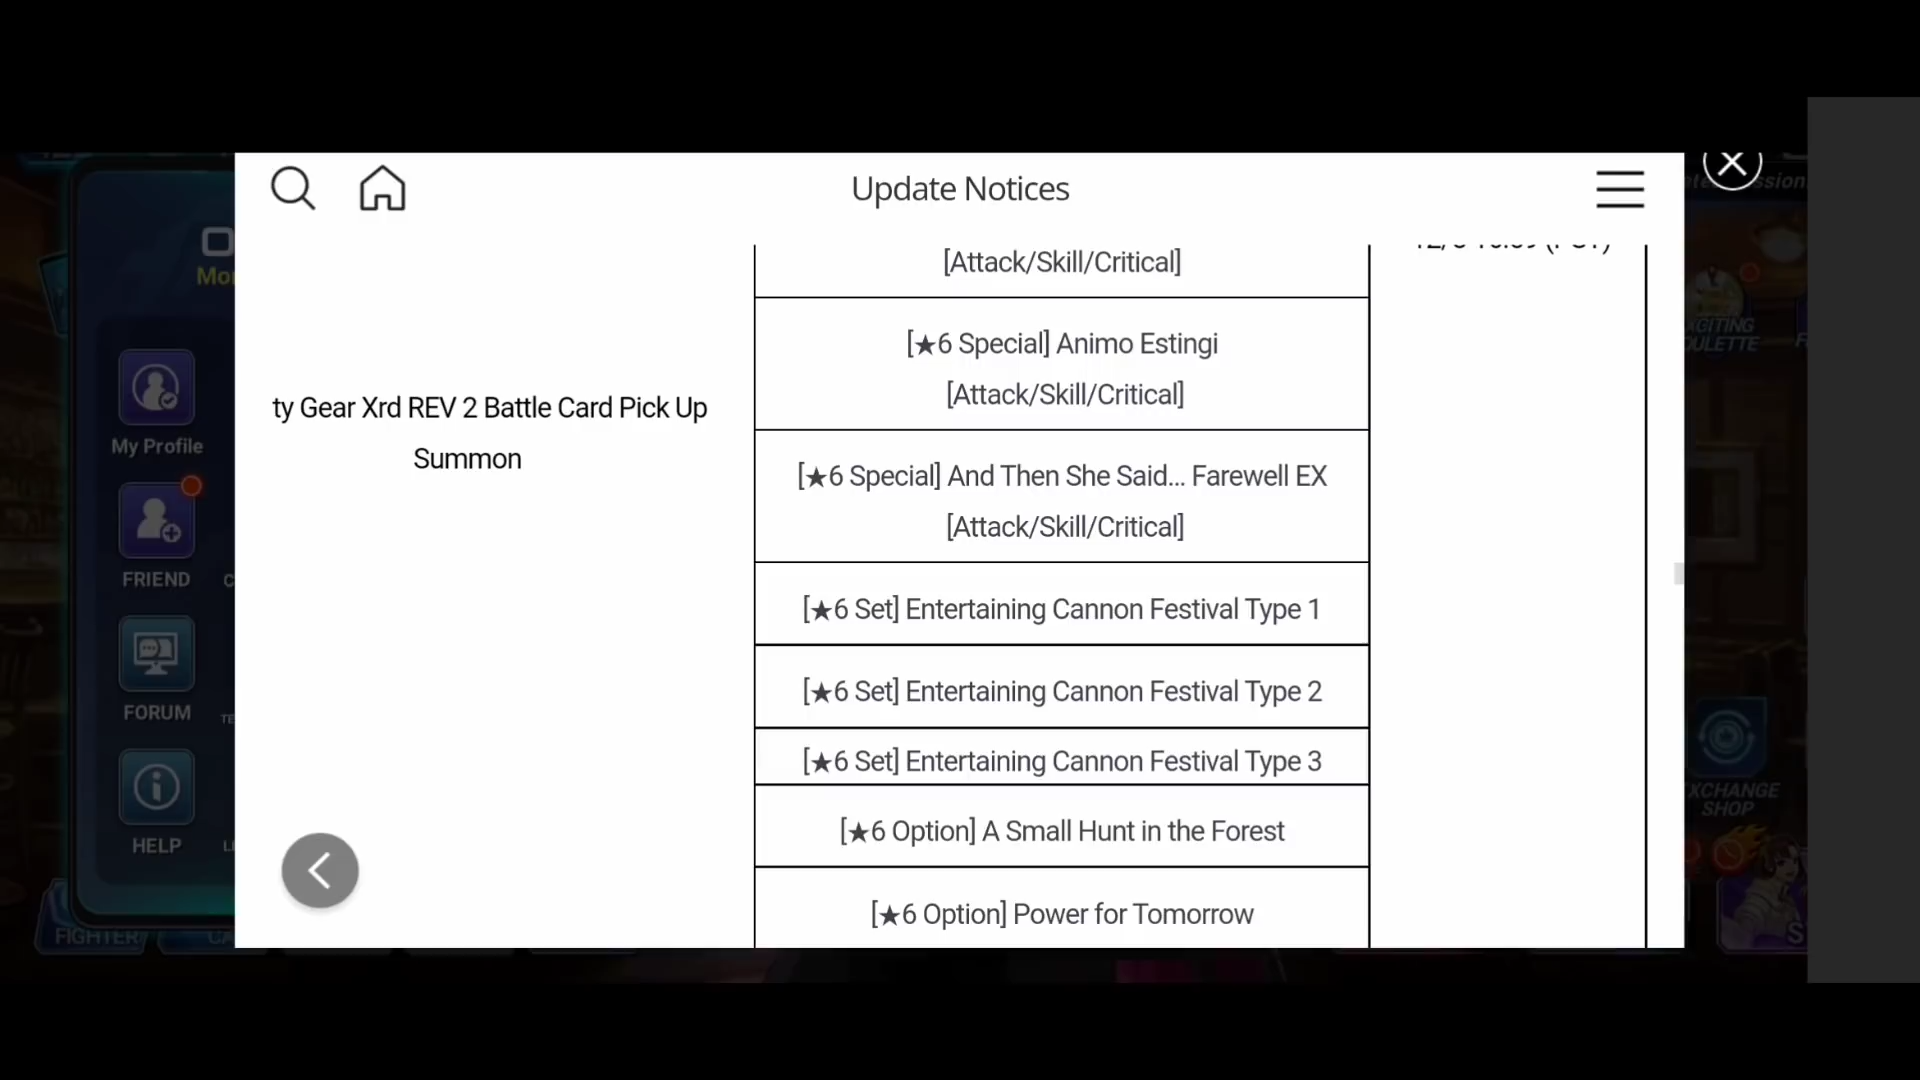 Update Notices
[Attack/Skill/Critical]
[★6 Special] Animo Estingi
[Attack/Skill/Critical]
ty Gear Xrd REV 2 Battle Card Pick Up
Summon
[★6 Special] And Then She Said... Farewell EX
[Attack/Skill/Critical]
[★6 Set] Entertaining Cannon Festival Type 1
[★6 Set] Entertaining Cannon Festival Type 2
[★6 Set] Entertaining Cannon Festival Type 3
[★6 Option] A Small Hunt in the Forest
[★6 Option] Power for Tomorrow
My Profile
FRIEND
FORUM
HELP
FIGHTER